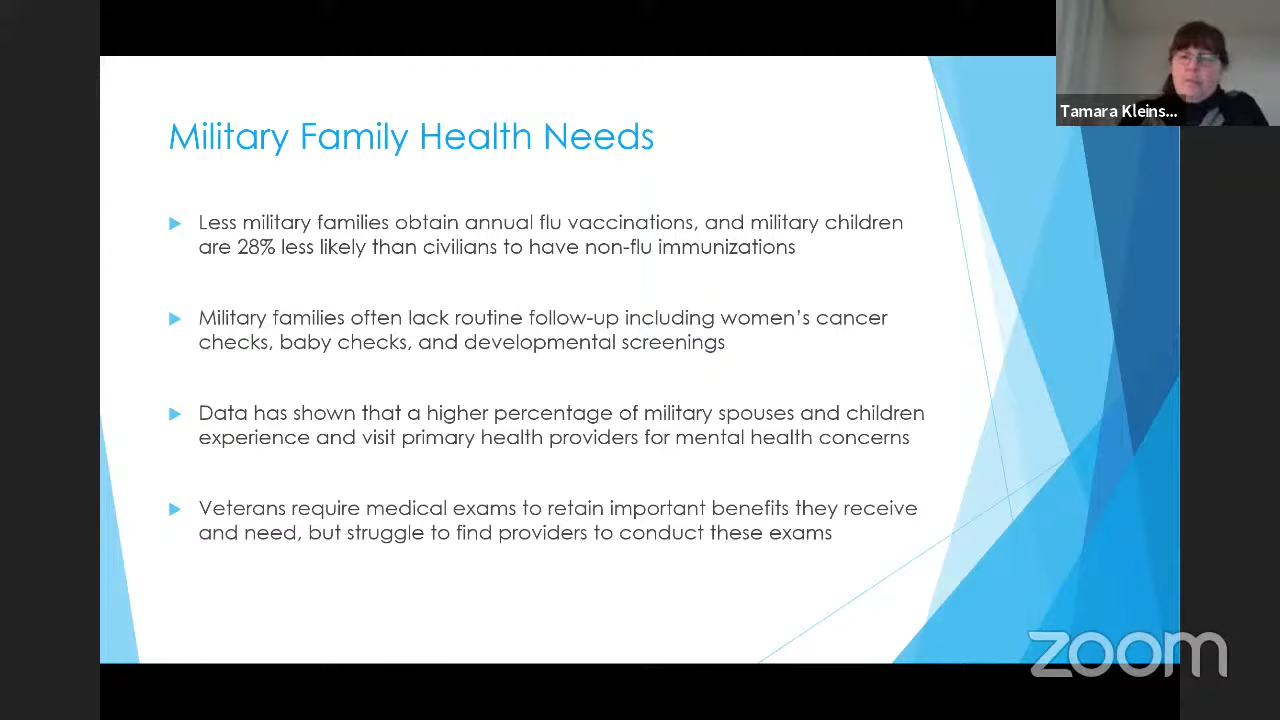 Military Family Health Needs
Less military families obtain annual flu vaccinations, and military children
are 28% less likely than civilians to have non-flu immunizations
Military families often lack routine follow-up including women's cancer
checks, baby checks, and developmental screenings
Data has shown that a higher percentage of military spouses and children
experience and visit primary health providers for mental health concerns
Veterans require medical exams to retain important benefits they receive
and need, but struggle to find providers to conduct these exams
Tamara Kleins...
zoom